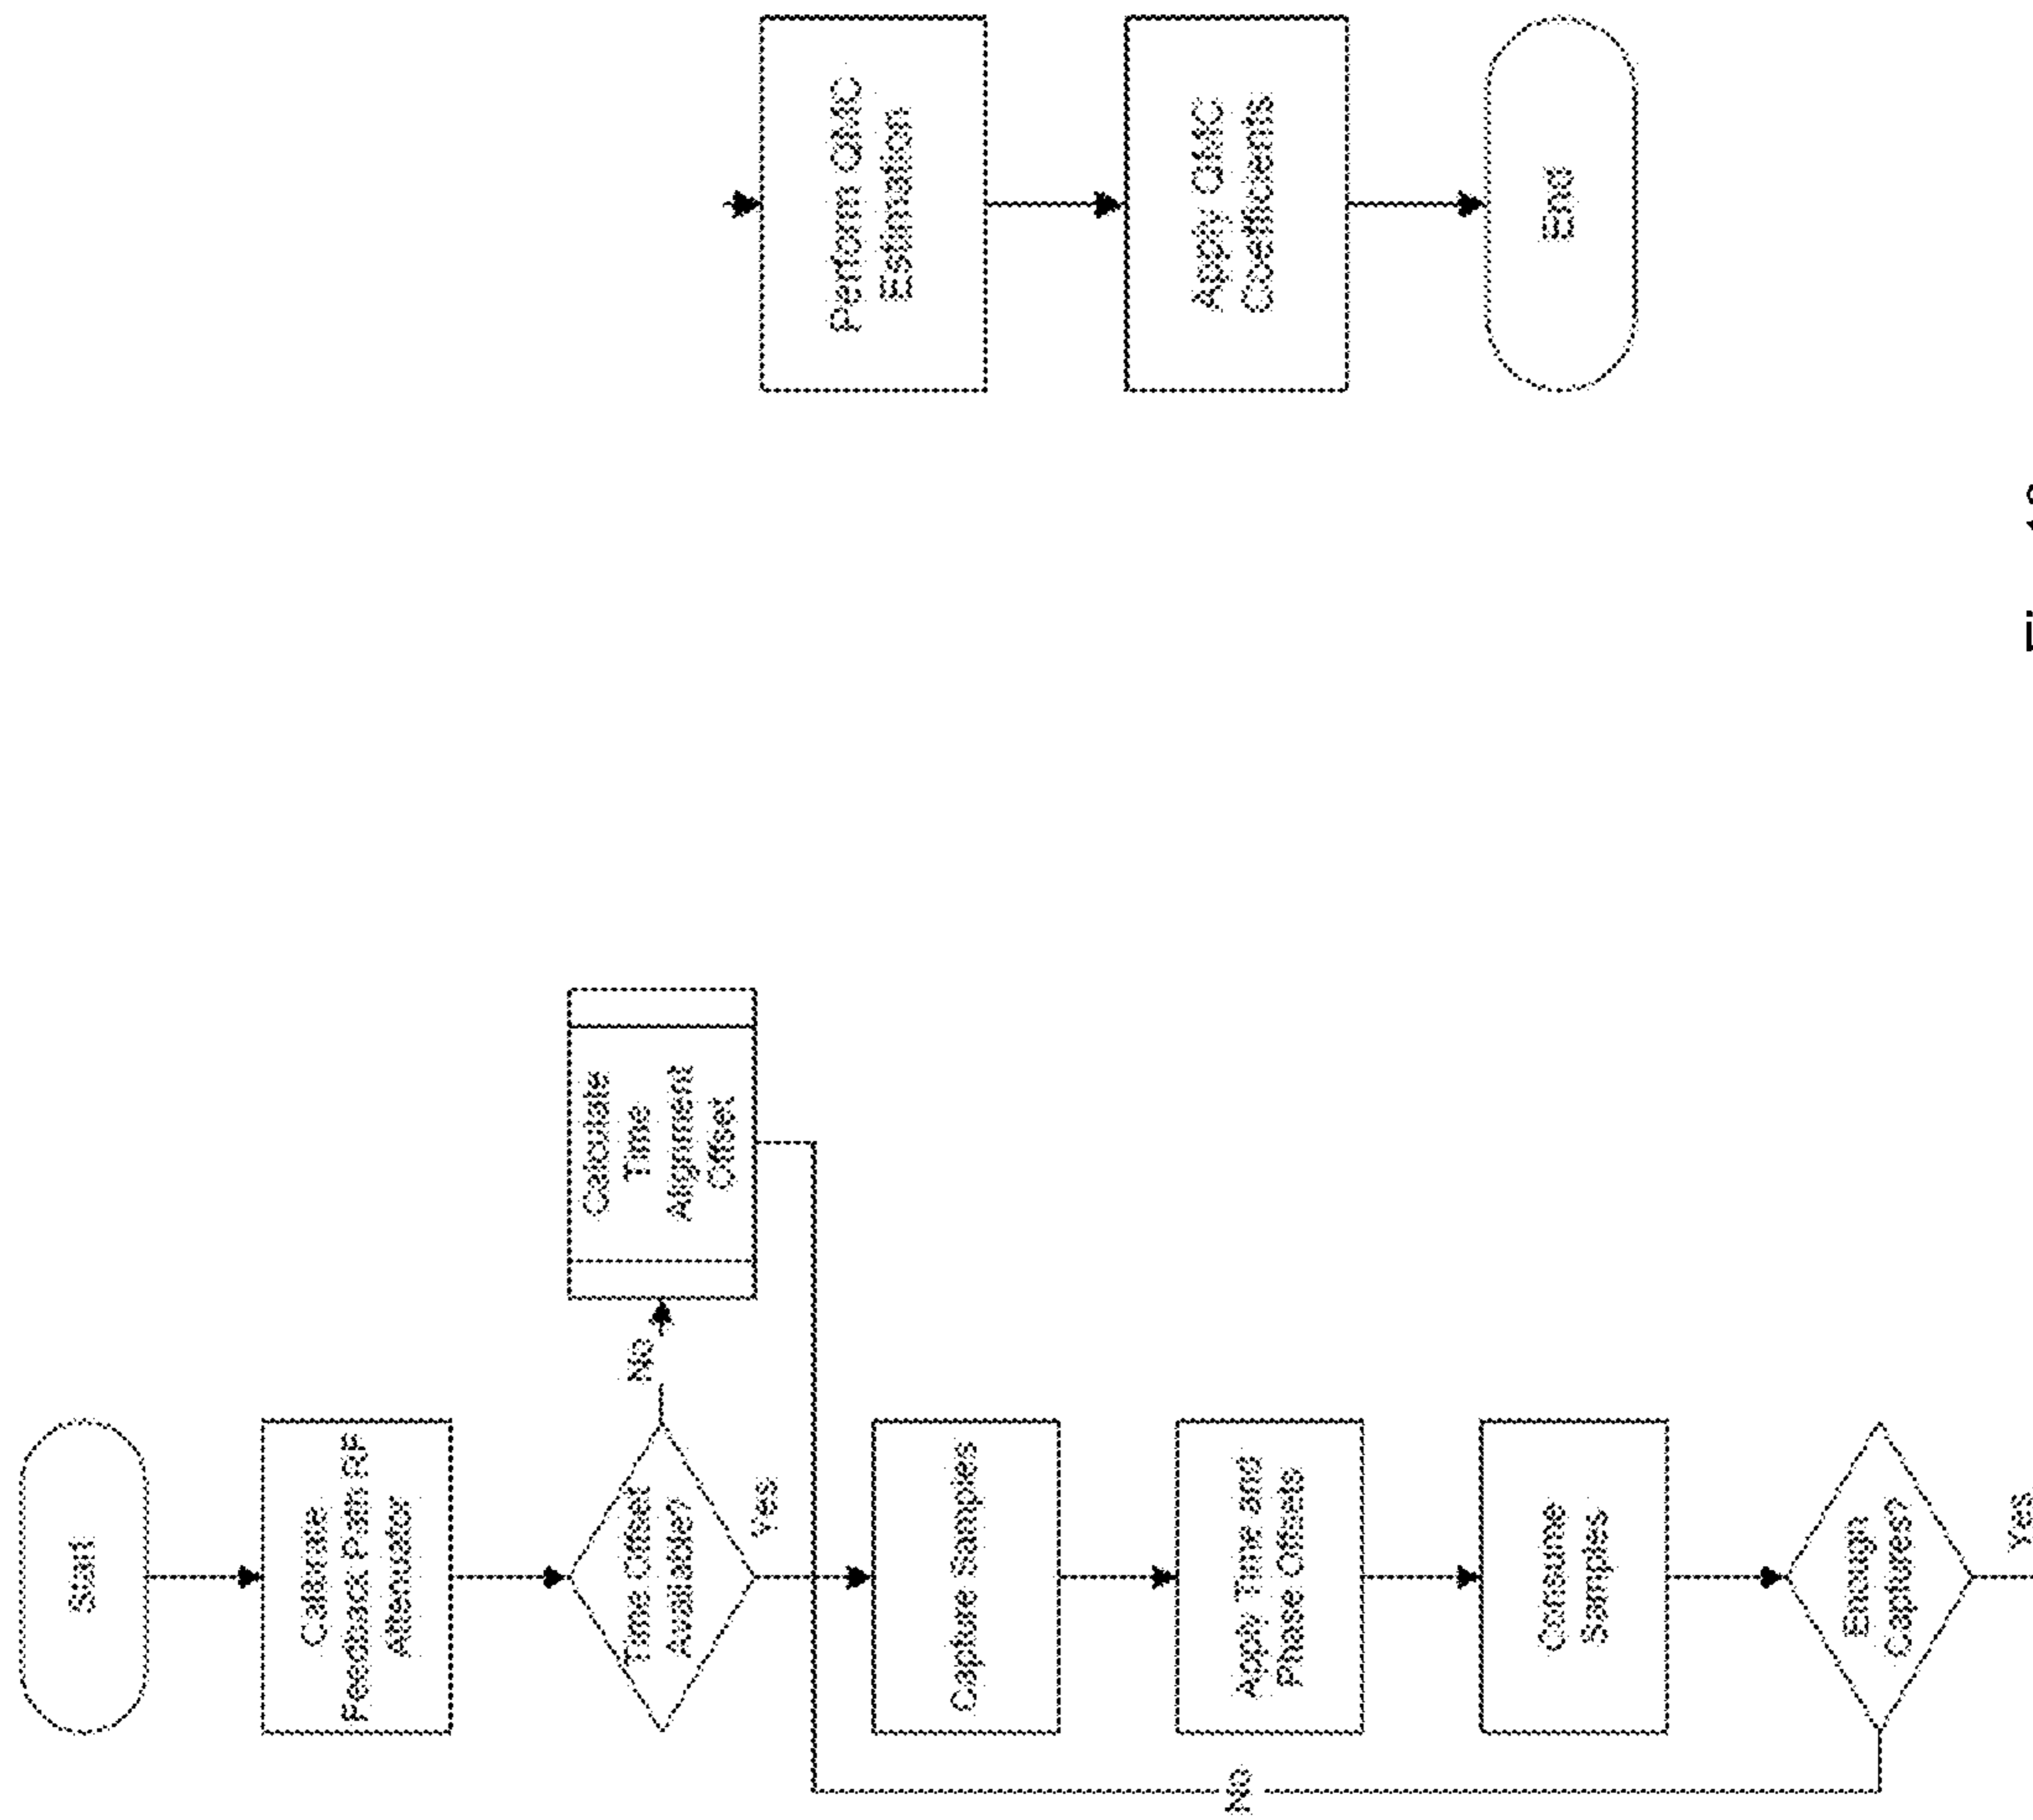 Start
Calibrate
Feedback Path RF
Attenuator
Time Offset
Available?
No
Calculate
Time
Alignment
Offset
Yes
Capture Samples
Apply Time and
Phase Offsets
Consume
Samples
Enough
Captures?
No
Yes
Perform QMC
Estimation
Apply QMC
Coefficients
End